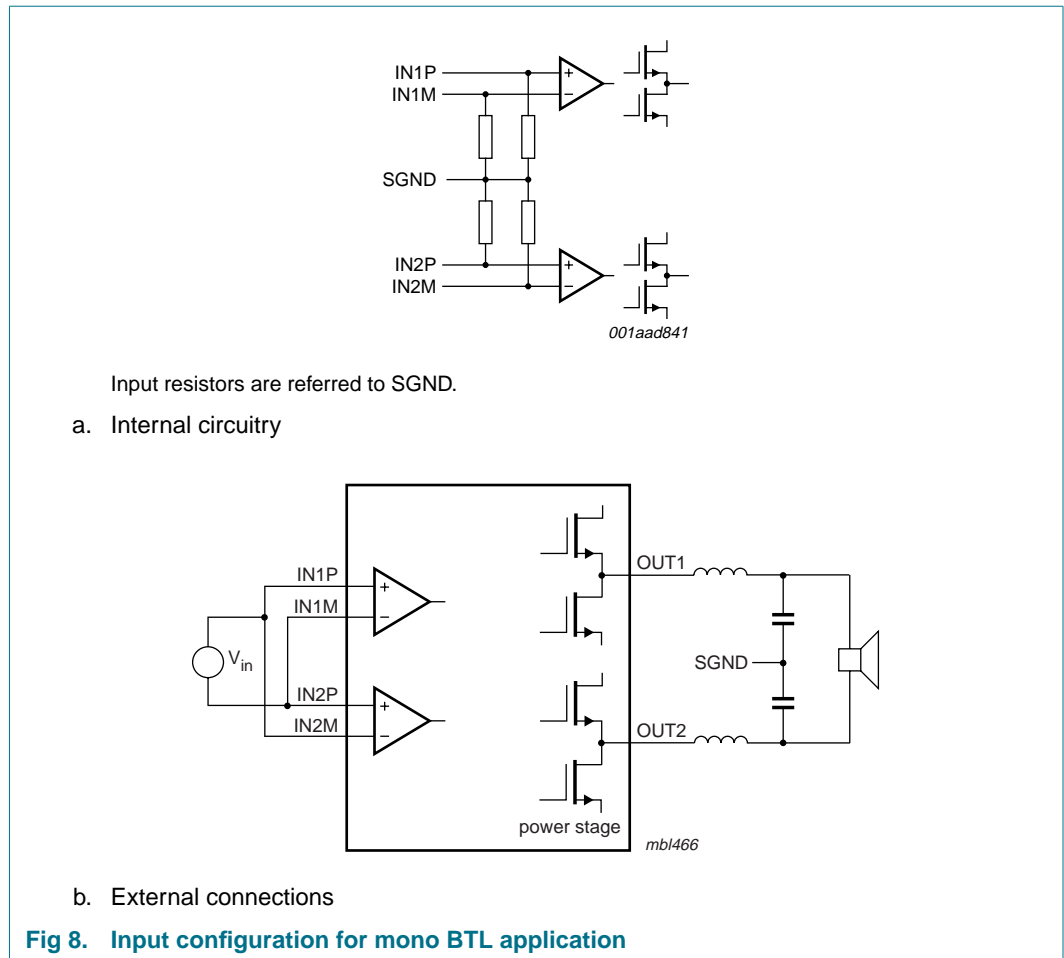 IN1P
IN1M
SGND
IN2P
IN2M
001aad841
Input resistors are referred to SGND.
a. Internal circuitry
OUT1
IN1P
IN1M
V_in
SGND
IN2P
IN2M
OUT2
power stage
mbl466
b. External connections
Fig 8. Input configuration for mono BTL application